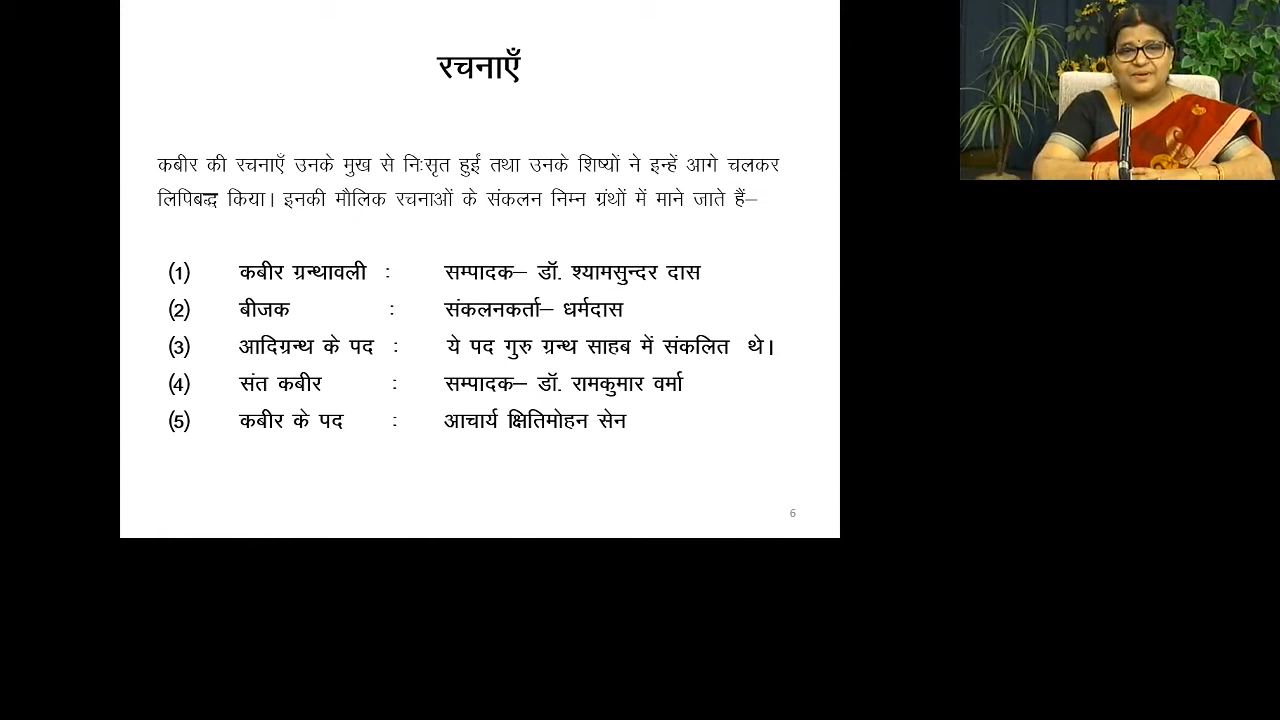 रचनाएँ
कबीर की रचनाएँ उनके मुख से नि:सृत हुईं तथा उनके शिष्यों ने इन्हें आगे चलकर
लिपिबद्ध किया। इनकी मौलिक रचनाओं के संकलन निम्न ग्रंथों में माने जाते हैं–
(1) कबीर ग्रन्थावली : सम्पादक– डॉ. श्यामसुन्दर दास
(2) बीजक : संकलनकर्ता– धर्मदास
(3) आदिग्रन्थ के पद : ये पद गुरु ग्रन्थ साहब में संकलित थे।
(4) संत कबीर : सम्पादक– डॉ. रामकुमार वर्मा
(5) कबीर के पद : आचार्य क्षितिमोहन सेन
6